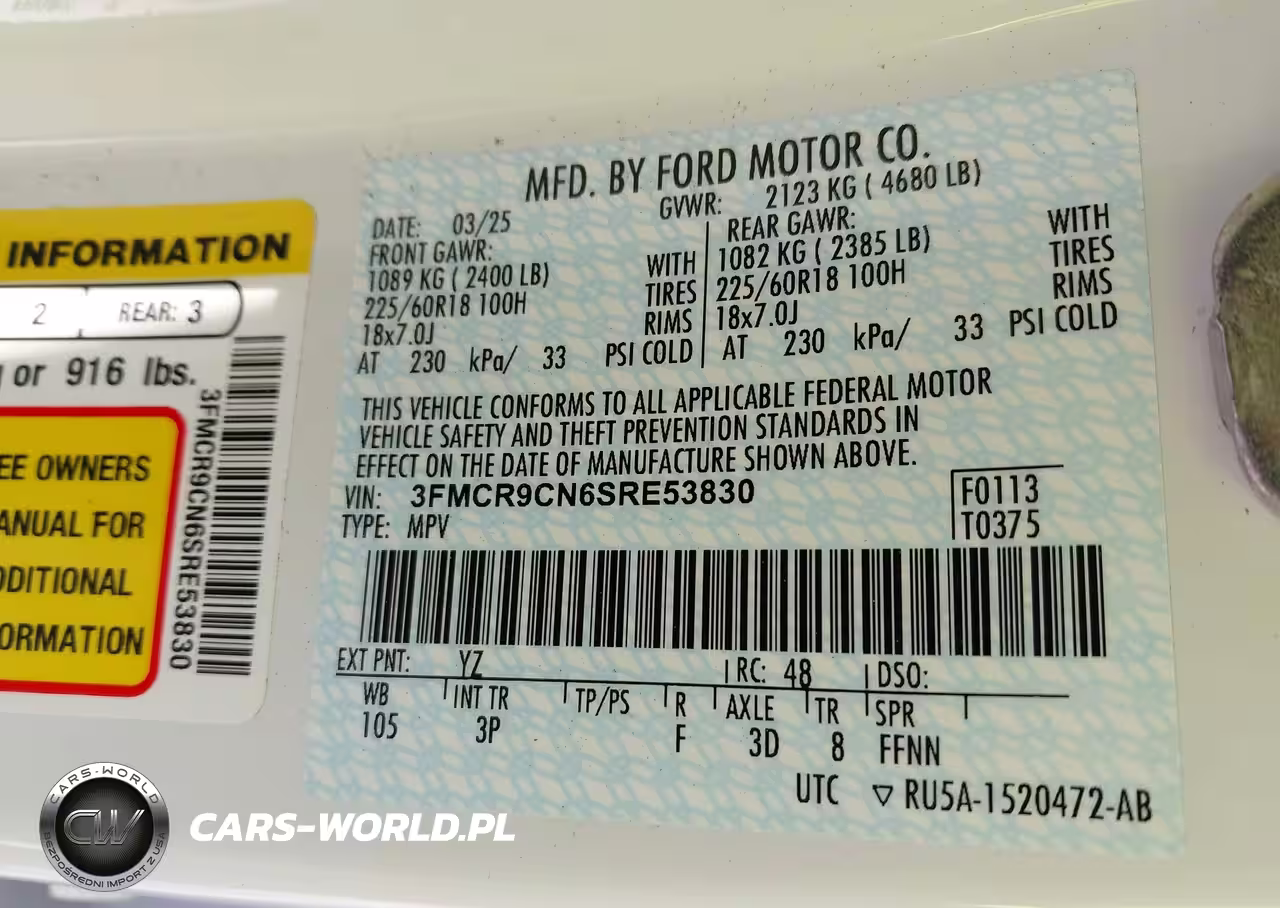 INFORMATION
2 REAR: 3
or 916 lbs.
EE OWNERS
ANUAL FOR
DDITIONAL
ORMATION
3FMCR9CN6SRE53830
MFD. BY FORD MOTOR CO.
DATE: 03/25 GVWR: 2123 KG ( 4680 LB)
FRONT GAWR: REAR GAWR:
1089 KG ( 2400 LB) WITH 1082 KG ( 2385 LB) WITH
225/60R18 100H TIRES 225/60R18 100H TIRES
18x7.0J RIMS 18x7.0J RIMS
AT 230 kPa/ 33 PSI COLD AT 230 kPa/ 33 PSI COLD
THIS VEHICLE CONFORMS TO ALL APPLICABLE FEDERAL MOTOR
VEHICLE SAFETY AND THEFT PREVENTION STANDARDS IN
EFFECT ON THE DATE OF MANUFACTURE SHOWN ABOVE.
VIN: 3FMCR9CN6SRE53830 F0113
TYPE: MPV T0375
EXT PNT: YZ RC: 48 DSO:
WB INT TR TP/PS R AXLE TR SPR
105 3P F 3D 8 FFNN
UTC ▽ RU5A-1520472-AB
CARS-WORLD
CW
BEZPOŚREDNI IMPORT Z USA
CARS-WORLD.PL